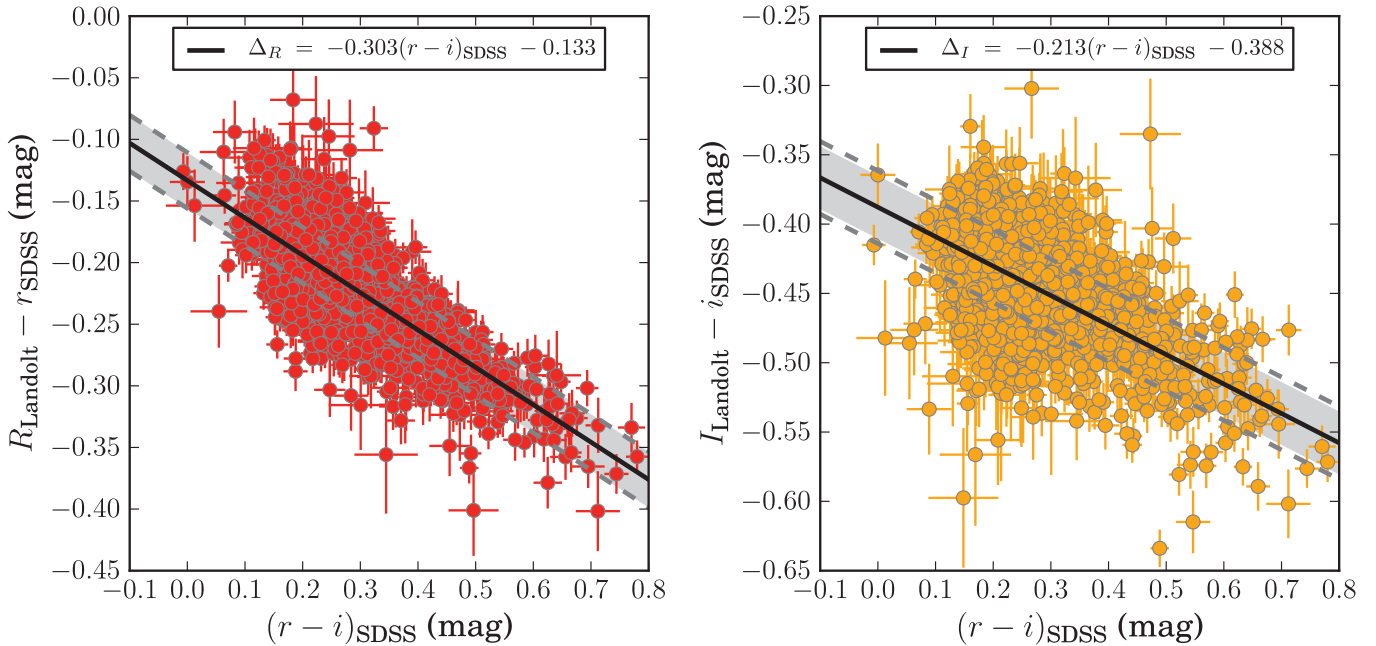 Δ_R = −0.303(r − i)_SDSS − 0.133
0.00
−0.05
−0.10
−0.15
−0.20
−0.25
−0.30
−0.35
−0.40
−0.45
R_Landolt − r_SDSS (mag)
−0.1 0.0 0.1 0.2 0.3 0.4 0.5 0.6 0.7 0.8
(r − i)_SDSS (mag)
Δ_I = −0.213(r − i)_SDSS − 0.388
−0.25
−0.30
−0.35
−0.40
−0.45
−0.50
−0.55
−0.60
−0.65
I_Landolt − i_SDSS (mag)
−0.1 0.0 0.1 0.2 0.3 0.4 0.5 0.6 0.7 0.8
(r − i)_SDSS (mag)